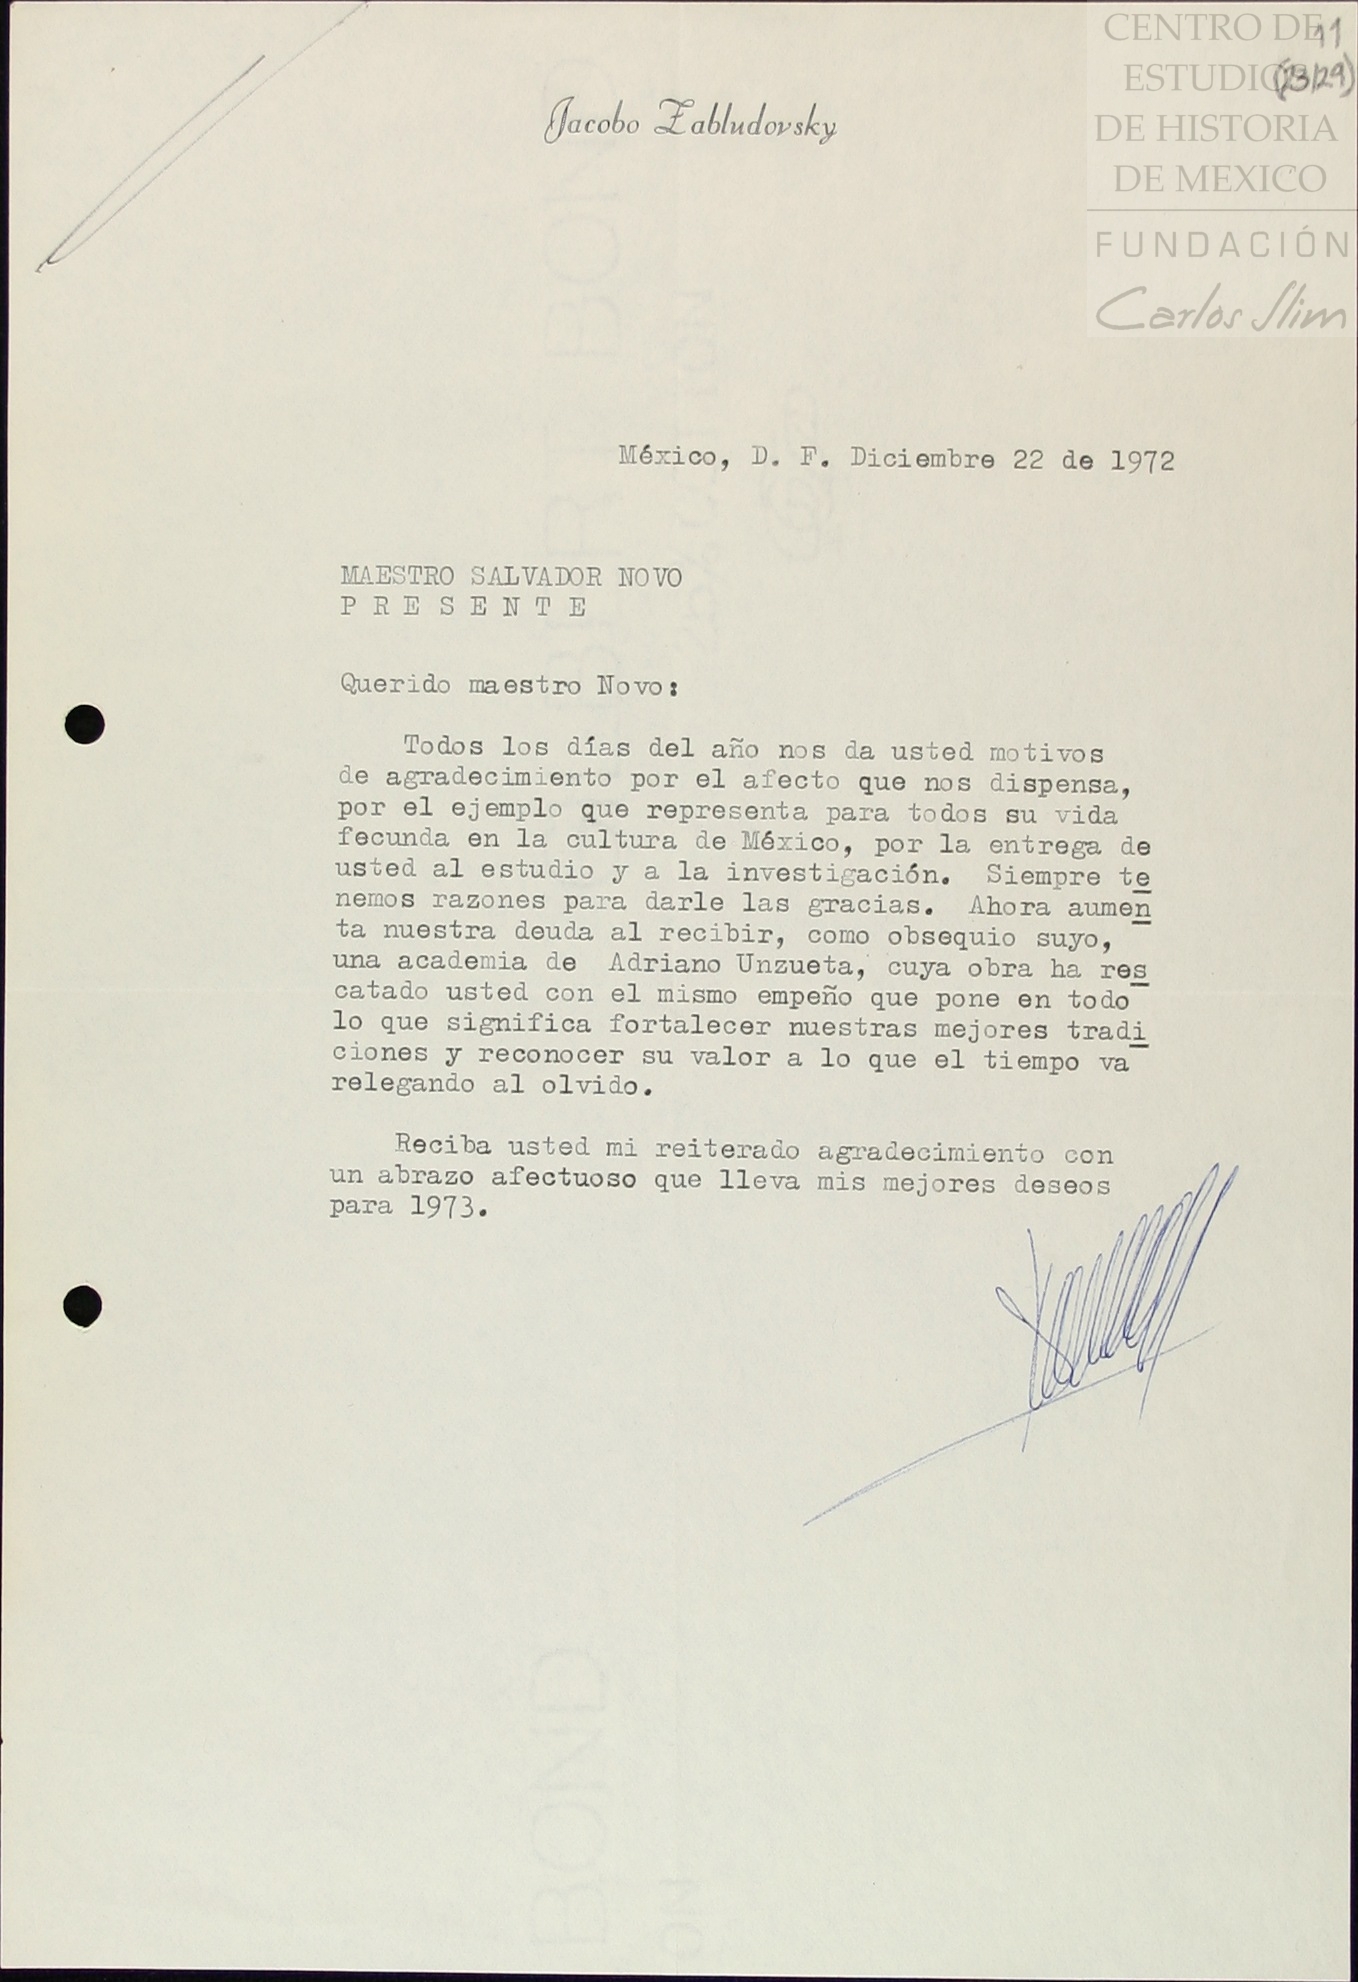 CENTRO DE
ESTUDIOS
DE HISTORIA
DE MEXICO
FUNDACIÓN
Carlos Slim
11
(23/29)
Jacobo Zabludovsky
México, D. F. Diciembre 22 de 1972
MAESTRO SALVADOR NOVO
P R E S E N T E
Querido maestro Novo:
Todos los días del año nos da usted motivos
de agradecimiento por el afecto que nos dispensa,
por el ejemplo que representa para todos su vida
fecunda en la cultura de México, por la entrega de
usted al estudio y a la investigación. Siempre te
nemos razones para darle las gracias. Ahora aumen
ta nuestra deuda al recibir, como obsequio suyo,
una academia de Adriano Unzueta, cuya obra ha res
catado usted con el mismo empeño que pone en todo
lo que significa fortalecer nuestras mejores tradi
ciones y reconocer su valor a lo que el tiempo va
relegando al olvido.
Reciba usted mi reiterado agradecimiento con
un abrazo afectuoso que lleva mis mejores deseos
para 1973.
BOND